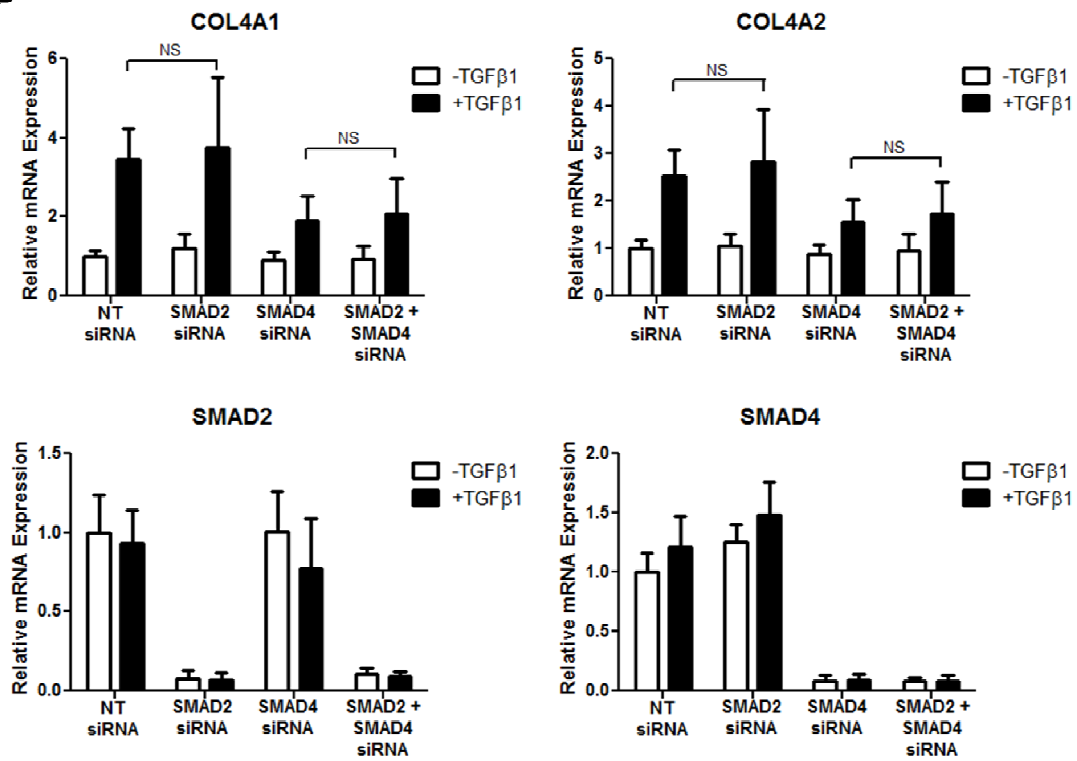 COL4A1
Relative mRNA Expression
6
4
2
0
NS
NS
-TGFβ1
+TGFβ1
NT
siRNA
SMAD2
siRNA
SMAD4
siRNA
SMAD2 +
SMAD4
siRNA
COL4A2
Relative mRNA Expression
5
4
3
2
1
0
NS
NS
-TGFβ1
+TGFβ1
NT
siRNA
SMAD2
siRNA
SMAD4
siRNA
SMAD2 +
SMAD4
siRNA
SMAD2
Relative mRNA Expression
1.5
1.0
0.5
0.0
-TGFβ1
+TGFβ1
NT
siRNA
SMAD2
siRNA
SMAD4
siRNA
SMAD2 +
SMAD4
siRNA
SMAD4
Relative mRNA Expression
2.0
1.5
1.0
0.5
0.0
-TGFβ1
+TGFβ1
NT
siRNA
SMAD2
siRNA
SMAD4
siRNA
SMAD2 +
SMAD4
siRNA